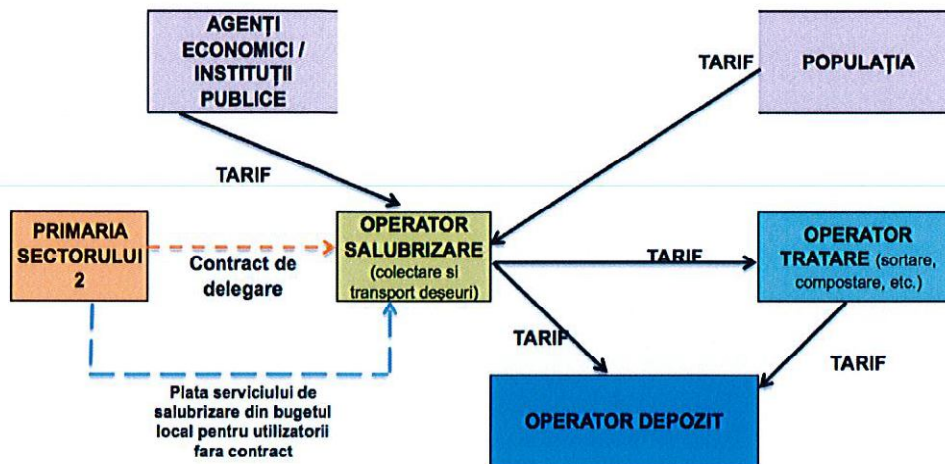 AGENȚI
ECONOMICI /
INSTITUȚII
PUBLICE
TARIF
POPULAȚIA
TARIF
PRIMARIA
SECTORULUI
2
Contract de
delegare
OPERATOR
SALUBRIZARE
(colectare si
transport deșeuri)
TARIF
OPERATOR
TRATARE (sortare,
compostare, etc.)
TARIF
TARIF
Plata serviciului de
salubrizare din bugetul
local pentru utilizatorii
fara contract
OPERATOR DEPOZIT